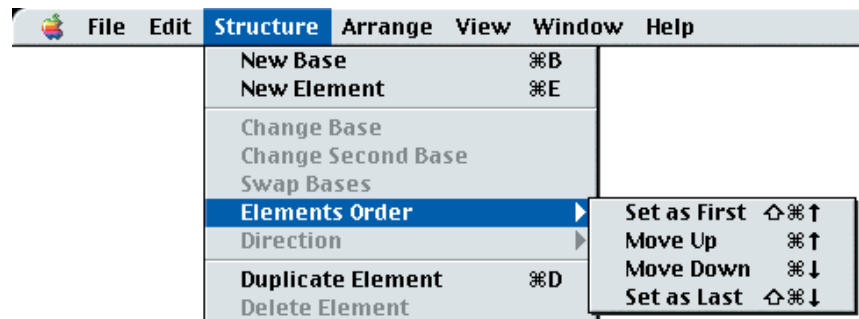 File Edit Structure Arrange View Window Help
New Base ⌘B
New Element ⌘E
Change Base
Change Second Base
Swap Bases
Elements Order
Direction
Duplicate Element ⌘D
Delete Element
Set as First ⇧⌘↑
Move Up ⌘↑
Move Down ⌘↓
Set as Last ⇧⌘↓